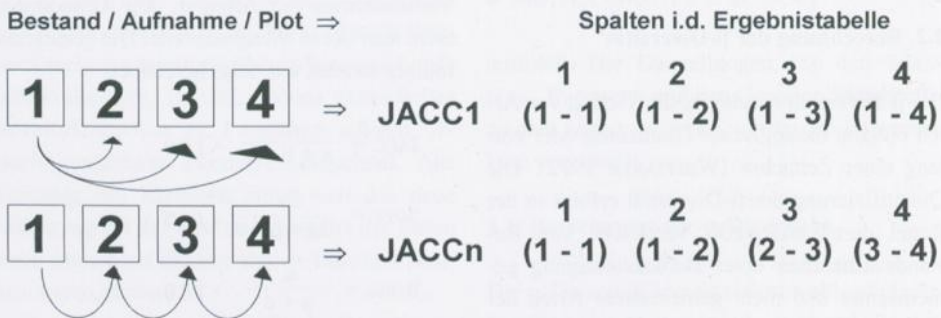 Bestand / Aufnahme / Plot ⇒ Spalten i.d. Ergebnistabelle
1 2 3 4
1 2 3 4 ⇒ JACC1 (1 - 1) (1 - 2) (1 - 3) (1 - 4)
1 2 3 4
1 2 3 4 ⇒ JACCn (1 - 1) (1 - 2) (2 - 3) (3 - 4)